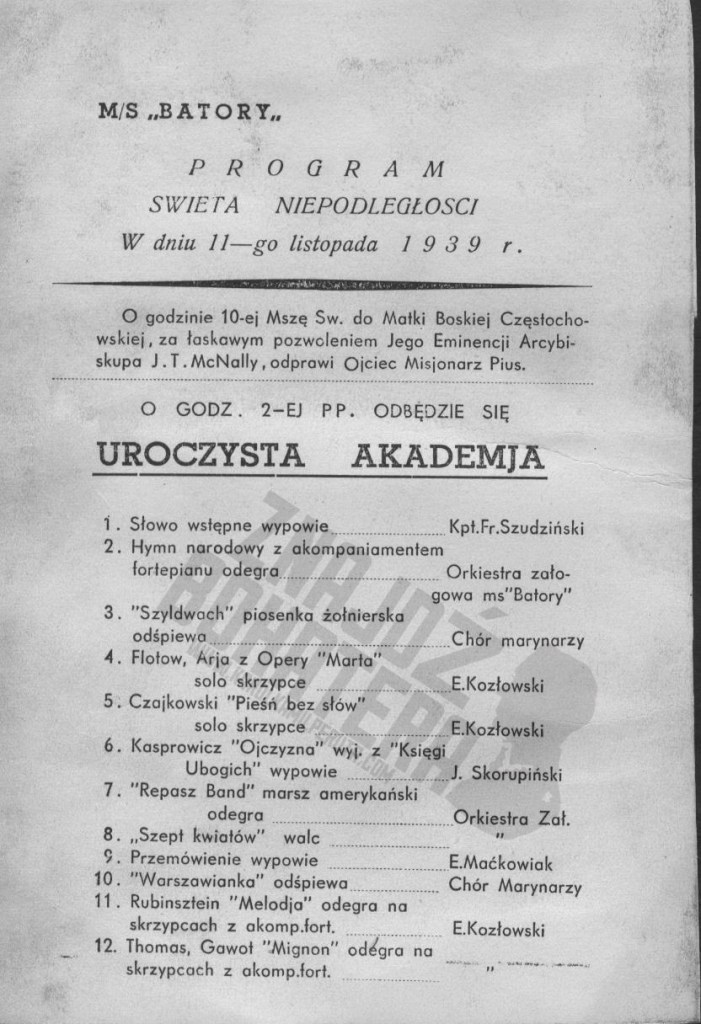 M/S „BATORY„
PROGRAM
SWIETA NIEPODLEGŁOSCI
W dniu 11—go listopada 1939 r.
O godzinie 10-ej Mszę Sw. do Matki Boskiej Częstocho-
wskiej, za łaskawym pozwoleniem Jego Eminencji Arcybi-
skupa J.T.McNally, odprawi Ojciec Misjonarz Pius.
O GODZ. 2-EJ PP. ODBĘDZIE SIĘ
UROCZYSTA AKADEMJA
1. Słowo wstępne wypowie Kpt.Fr.Szudziński
2. Hymn narodowy z akompaniamentem
fortepianu odegra Orkiestra zało-
gowa ms"Batory"
3. "Szyldwach" piosenka żołnierska
odśpiewa Chór marynarzy
4. Flotow, Arja z Opery "Marta"
solo skrzypce E.Kozłowski
5. Czajkowski "Pieśń bez słów"
solo skrzypce E.Kozłowski
6. Kasprowicz "Ojczyzna" wyj. z "Księgi
Ubogich" wypowie J. Skorupiński
7. "Repasz Band" marsz amerykański
odegra Orkiestra Zał.
8. „Szept kwiatów" walc "
9. Przemówienie wypowie E.Maćkowiak
10. "Warszawianka" odśpiewa Chór Marynarzy
11. Rubinsztein "Melodja" odegra na
skrzypcach z akomp.fort. E.Kozłowski
12. Thomas, Gawot "Mignon" odegra na
skrzypcach z akomp.fort. "
ZNAJDŹ
BOHATERA